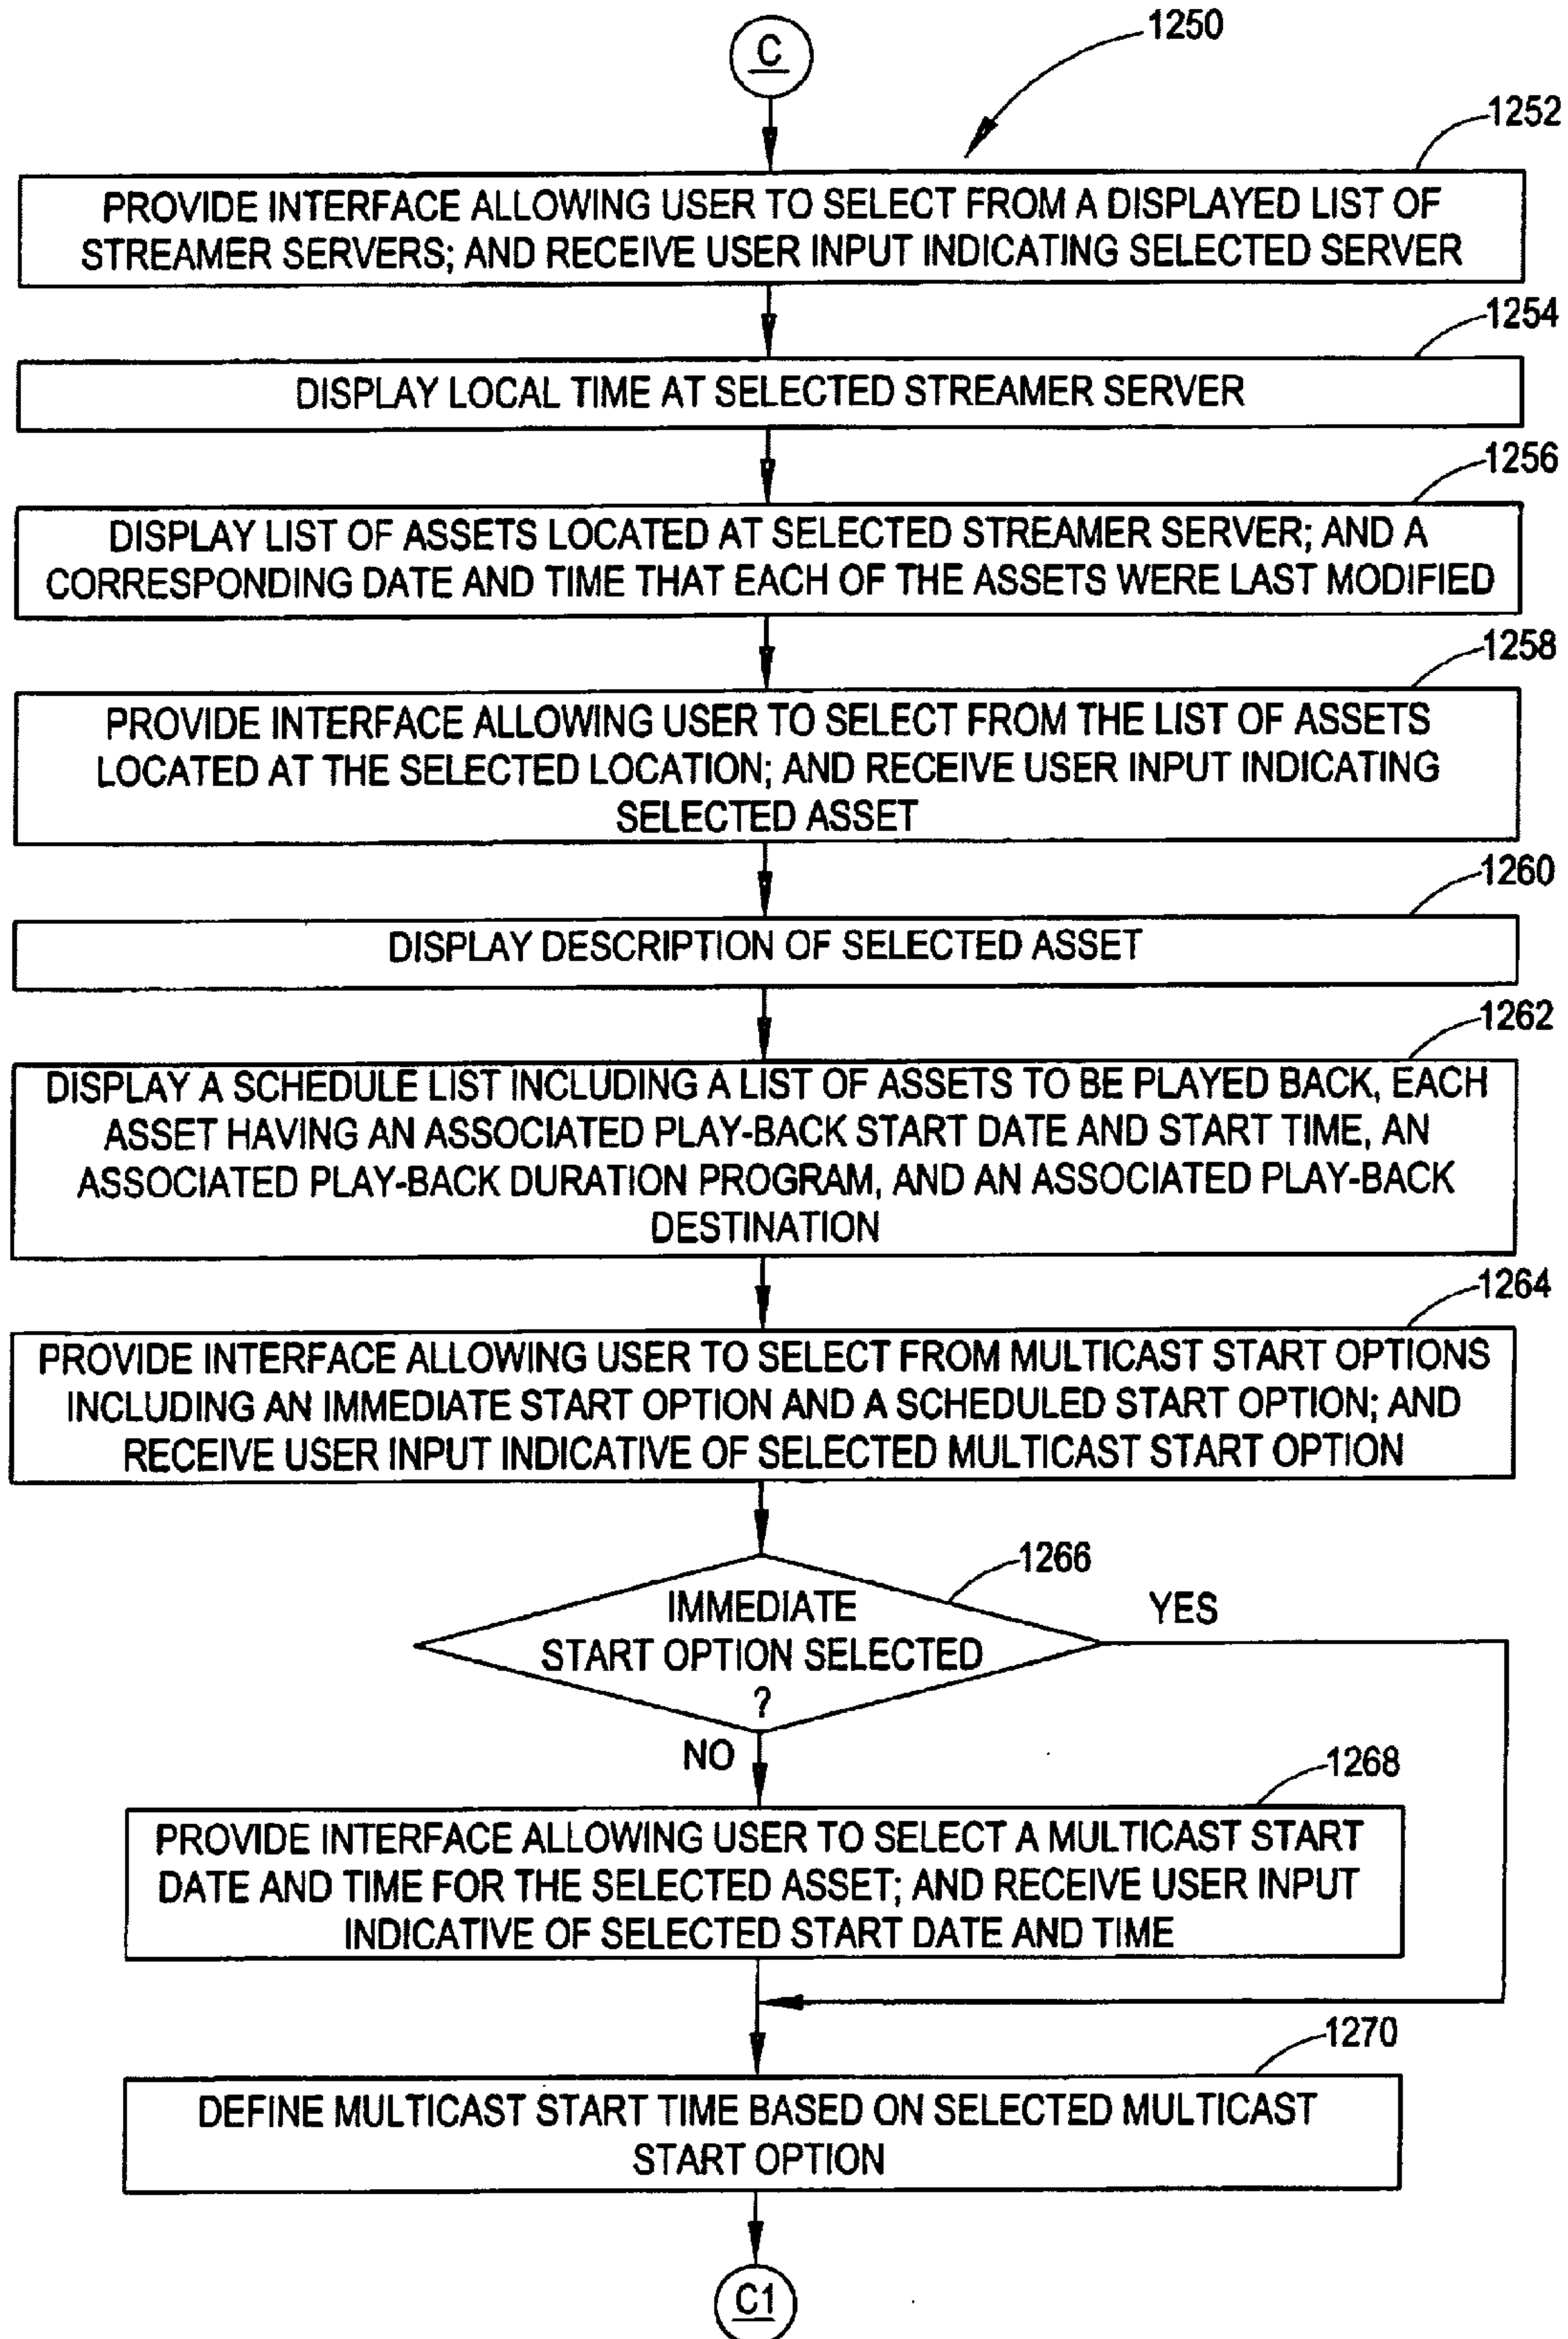 C
1250
1252
PROVIDE INTERFACE ALLOWING USER TO SELECT FROM A DISPLAYED LIST OF
STREAMER SERVERS; AND RECEIVE USER INPUT INDICATING SELECTED SERVER
1254
DISPLAY LOCAL TIME AT SELECTED STREAMER SERVER
1256
DISPLAY LIST OF ASSETS LOCATED AT SELECTED STREAMER SERVER; AND A
CORRESPONDING DATE AND TIME THAT EACH OF THE ASSETS WERE LAST MODIFIED
1258
PROVIDE INTERFACE ALLOWING USER TO SELECT FROM THE LIST OF ASSETS
LOCATED AT THE SELECTED LOCATION; AND RECEIVE USER INPUT INDICATING
SELECTED ASSET
1260
DISPLAY DESCRIPTION OF SELECTED ASSET
1262
DISPLAY A SCHEDULE LIST INCLUDING A LIST OF ASSETS TO BE PLAYED BACK, EACH
ASSET HAVING AN ASSOCIATED PLAY-BACK START DATE AND START TIME, AN
ASSOCIATED PLAY-BACK DURATION PROGRAM, AND AN ASSOCIATED PLAY-BACK
DESTINATION
1264
PROVIDE INTERFACE ALLOWING USER TO SELECT FROM MULTICAST START OPTIONS
INCLUDING AN IMMEDIATE START OPTION AND A SCHEDULED START OPTION; AND
RECEIVE USER INPUT INDICATIVE OF SELECTED MULTICAST START OPTION
1266
IMMEDIATE
START OPTION SELECTED
?
YES
NO
1268
PROVIDE INTERFACE ALLOWING USER TO SELECT A MULTICAST START
DATE AND TIME FOR THE SELECTED ASSET; AND RECEIVE USER INPUT
INDICATIVE OF SELECTED START DATE AND TIME
1270
DEFINE MULTICAST START TIME BASED ON SELECTED MULTICAST
START OPTION
C1